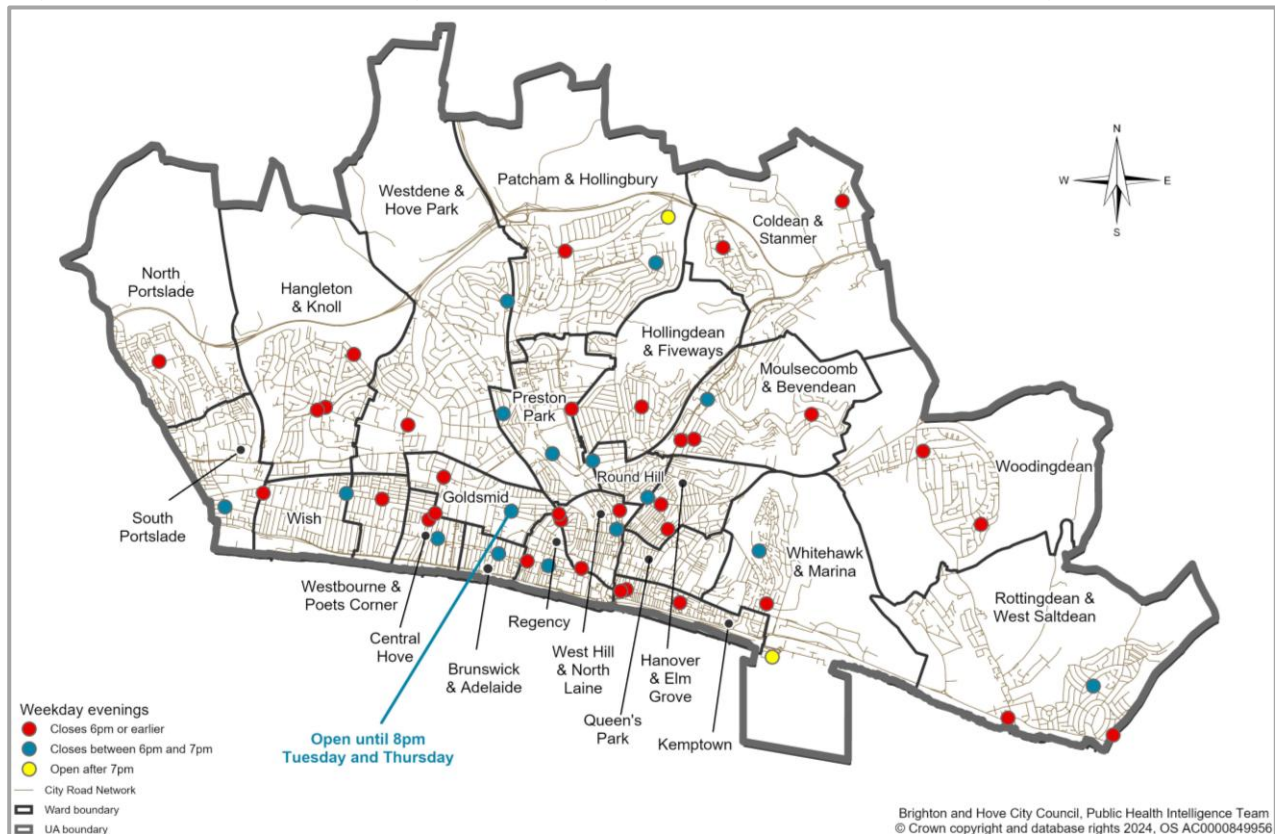 N
W
E
S
Patcham & Hollingbury
Westdene &
Hove Park
Coldean &
Stanmer
North
Portslade
Hangleton
& Knoll
Hollingdean
& Fiveways
Moulsecoomb
& Bevendean
Preston
Park
Woodingdean
Round Hill
Goldsmid
South
Portslade
Wish
Whitehawk
& Marina
Westbourne &
Poets Corner
Rottingdean &
West Saltdean
Central
Hove
Regency
Brunswick
& Adelaide
West Hill
& North
Laine
Hanover
& Elm
Grove
Queen's
Park
Kemptown
Open until 8pm
Tuesday and Thursday
Weekday evenings
Closes 6pm or earlier
Closes between 6pm and 7pm
Open after 7pm
City Road Network
Ward boundary
UA boundary
Brighton and Hove City Council, Public Health Intelligence Team
© Crown copyright and database rights 2024, OS AC0000849956